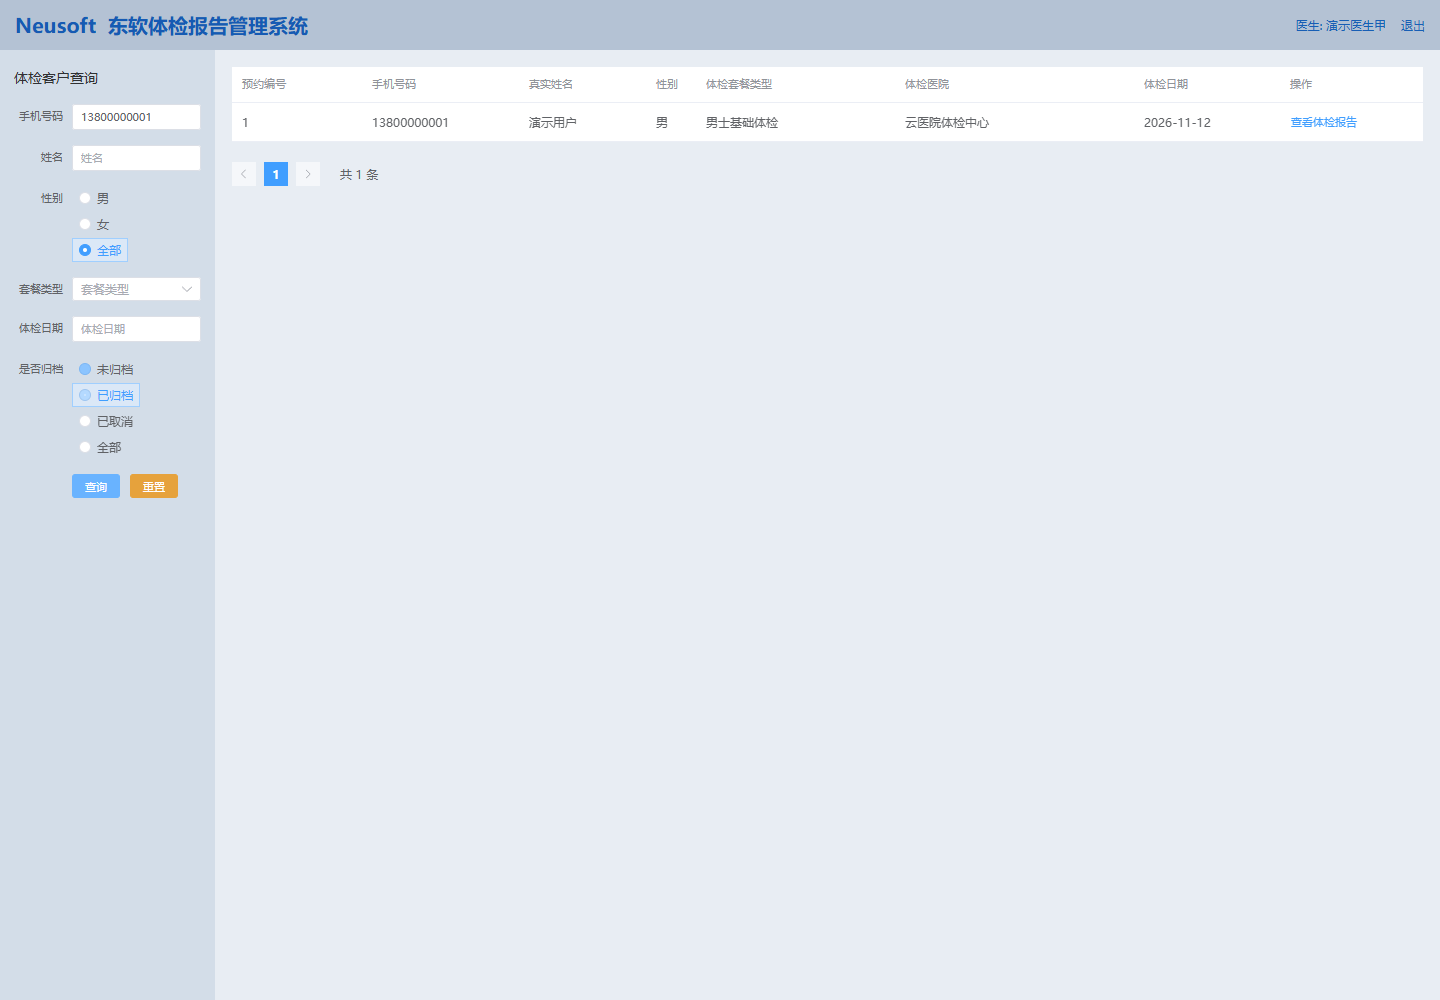 Neusoft 东软体检报告管理系统
医生: 演示医生甲 退出
体检客户查询
手机号码 13800000001
姓名 姓名
性别 男
女
全部
套餐类型 套餐类型
体检日期 体检日期
是否归档 未归档
已归档
已取消
全部
查询 重置
预约编号 手机号码 真实姓名 性别 体检套餐类型 体检医院 体检日期 操作
1 13800000001 演示用户 男 男士基础体检 云医院体检中心 2026-11-12 查看体检报告
1 共 1 条